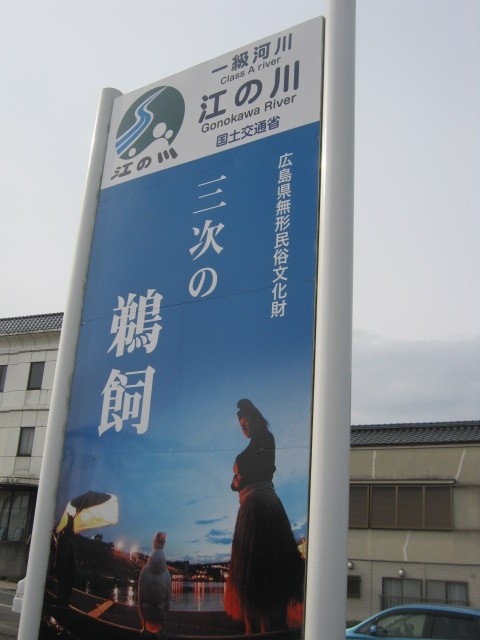 一級河川
Class A river
江の川
Gonokawa River
国土交通省
江の川
広島県無形民俗文化財
三次の
鵜飼